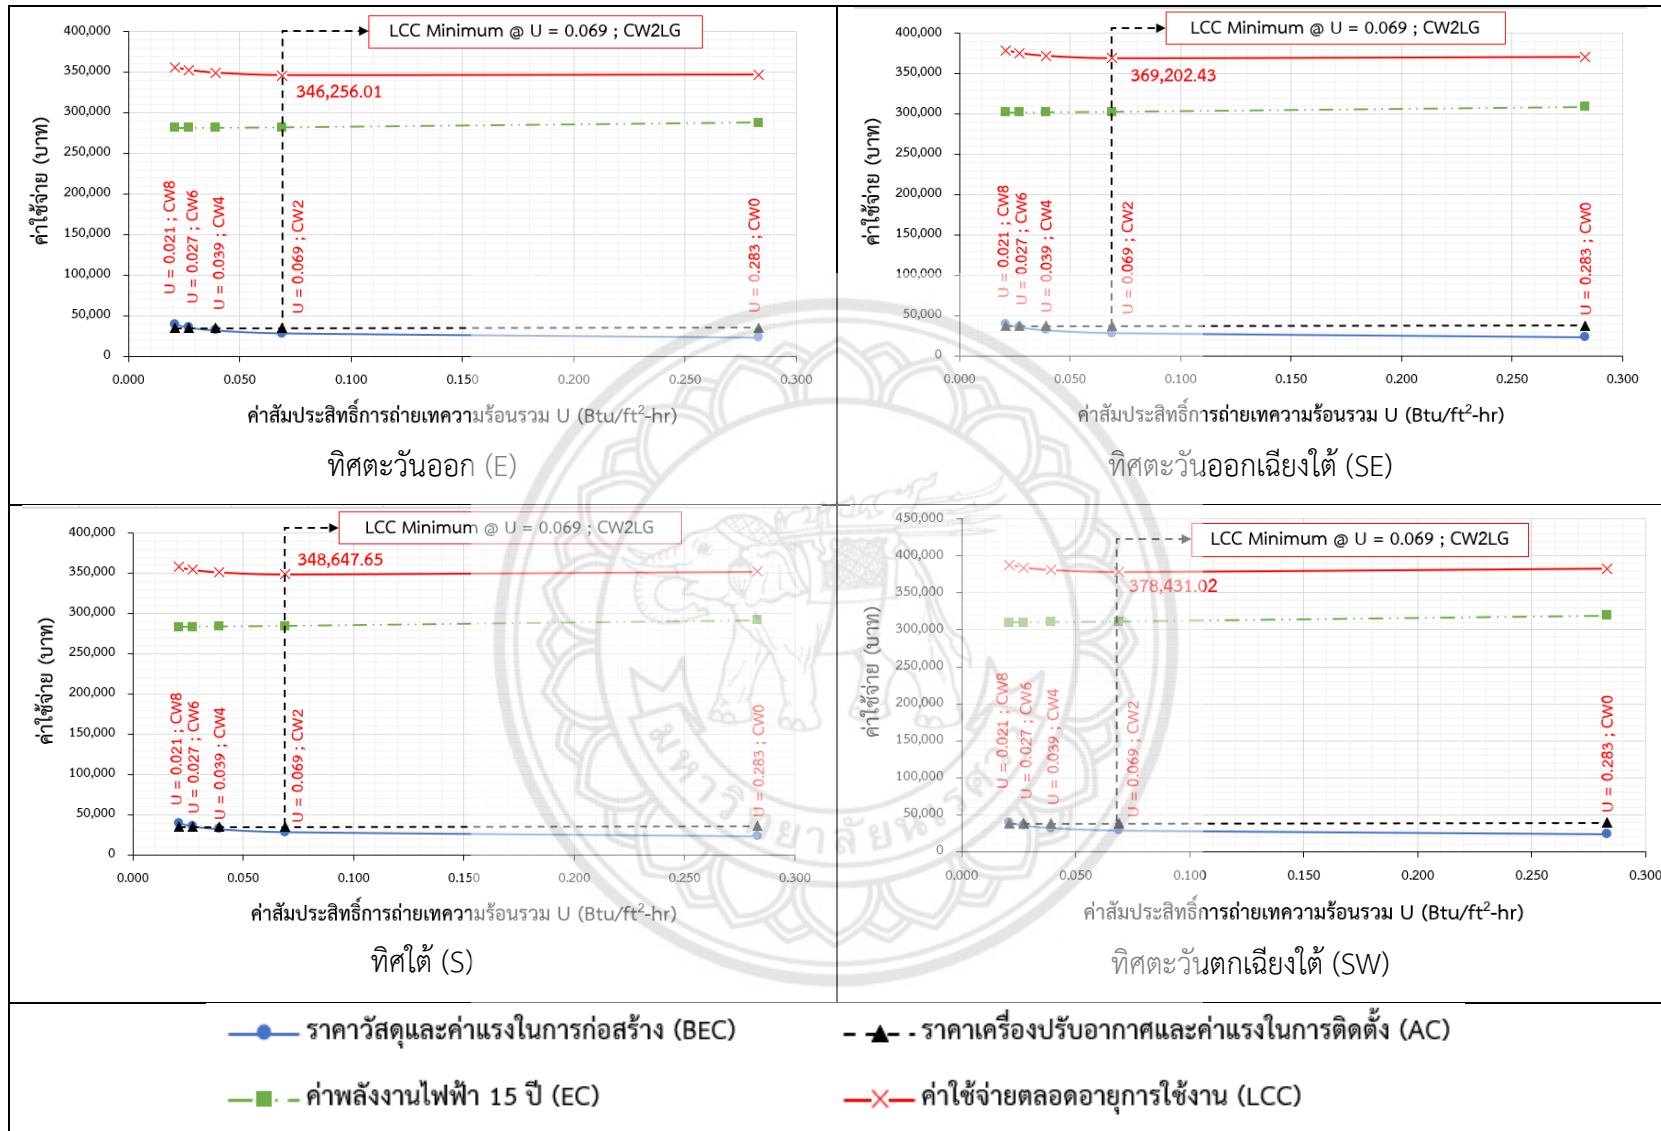 LCC Minimum @ U = 0.069 ; CW2LG
400,000
350,000
300,000
250,000
200,000
150,000
100,000
50,000
0
346,256.01
U = 0.021 ; CW8
U = 0.027 ; CW6
U = 0.039 ; CW4
U = 0.069 ; CW2
U = 0.283 ; CW0
ค่าใช้จ่าย (บาท)
0.000 0.050 0.100 0.150 0.200 0.250 0.300
ค่าสัมประสิทธิ์การถ่ายเทความร้อนรวม U (Btu/ft²-hr)
ทิศตะวันออก (E)
LCC Minimum @ U = 0.069 ; CW2LG
400,000
350,000
300,000
250,000
200,000
150,000
100,000
50,000
0
369,202.43
U = 0.021 ; CW8
U = 0.027 ; CW6
U = 0.039 ; CW4
U = 0.069 ; CW2
U = 0.283 ; CW0
ค่าใช้จ่าย (บาท)
0.000 0.050 0.100 0.150 0.200 0.250 0.300
ค่าสัมประสิทธิ์การถ่ายเทความร้อนรวม U (Btu/ft²-hr)
ทิศตะวันออกเฉียงใต้ (SE)
LCC Minimum @ U = 0.069 ; CW2LG
400,000
350,000
300,000
250,000
200,000
150,000
100,000
50,000
0
348,647.65
U = 0.021 ; CW8
U = 0.027 ; CW6
U = 0.039 ; CW4
U = 0.069 ; CW2
U = 0.283 ; CW0
ค่าใช้จ่าย (บาท)
0.000 0.050 0.100 0.150 0.200 0.250 0.300
ค่าสัมประสิทธิ์การถ่ายเทความร้อนรวม U (Btu/ft²-hr)
ทิศใต้ (S)
LCC Minimum @ U = 0.069 ; CW2LG
450,000
400,000
350,000
300,000
250,000
200,000
150,000
100,000
50,000
0
378,431.02
U = 0.021 ; CW8
U = 0.027 ; CW6
U = 0.039 ; CW4
U = 0.069 ; CW2
U = 0.283 ; CW0
ค่าใช้จ่าย (บาท)
0.000 0.050 0.100 0.150 0.200 0.250 0.300
ค่าสัมประสิทธิ์การถ่ายเทความร้อนรวม U (Btu/ft²-hr)
ทิศตะวันตกเฉียงใต้ (SW)
มหาวิทยาลัยนเรศวร
ราคาวัสดุและค่าแรงในการก่อสร้าง (BEC)
ราคาเครื่องปรับอากาศและค่าแรงในการติดตั้ง (AC)
ค่าพลังงานไฟฟ้า 15 ปี (EC)
ค่าใช้จ่ายตลอดอายุการใช้งาน (LCC)